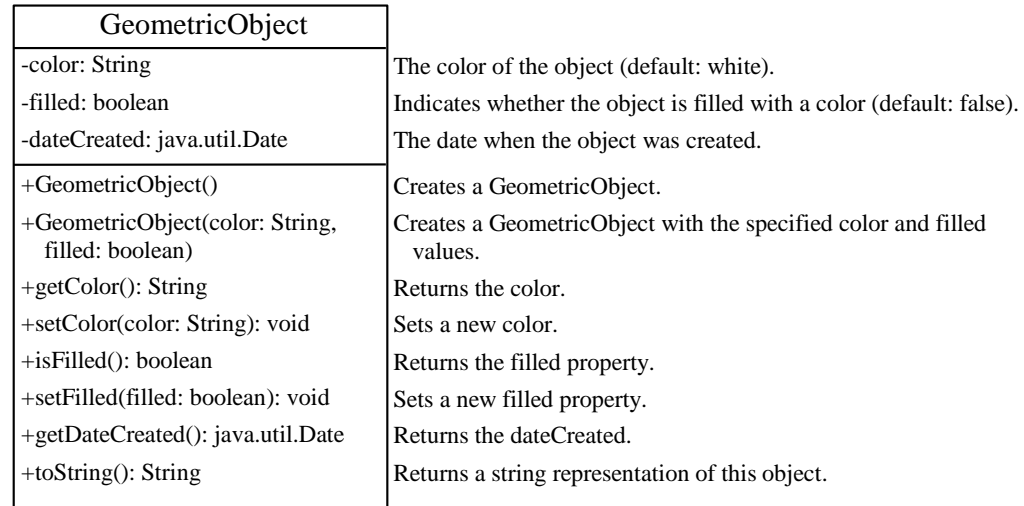 GeometricObject
-color: String
The color of the object (default: white).
-filled: boolean
Indicates whether the object is filled with a color (default: false).
-dateCreated: java.util.Date
The date when the object was created.
+GeometricObject()
Creates a GeometricObject.
+GeometricObject(color: String,
filled: boolean)
Creates a GeometricObject with the specified color and filled
values.
+getColor(): String
Returns the color.
+setColor(color: String): void
Sets a new color.
+isFilled(): boolean
Returns the filled property.
+setFilled(filled: boolean): void
Sets a new filled property.
+getDateCreated(): java.util.Date
Returns the dateCreated.
+toString(): String
Returns a string representation of this object.